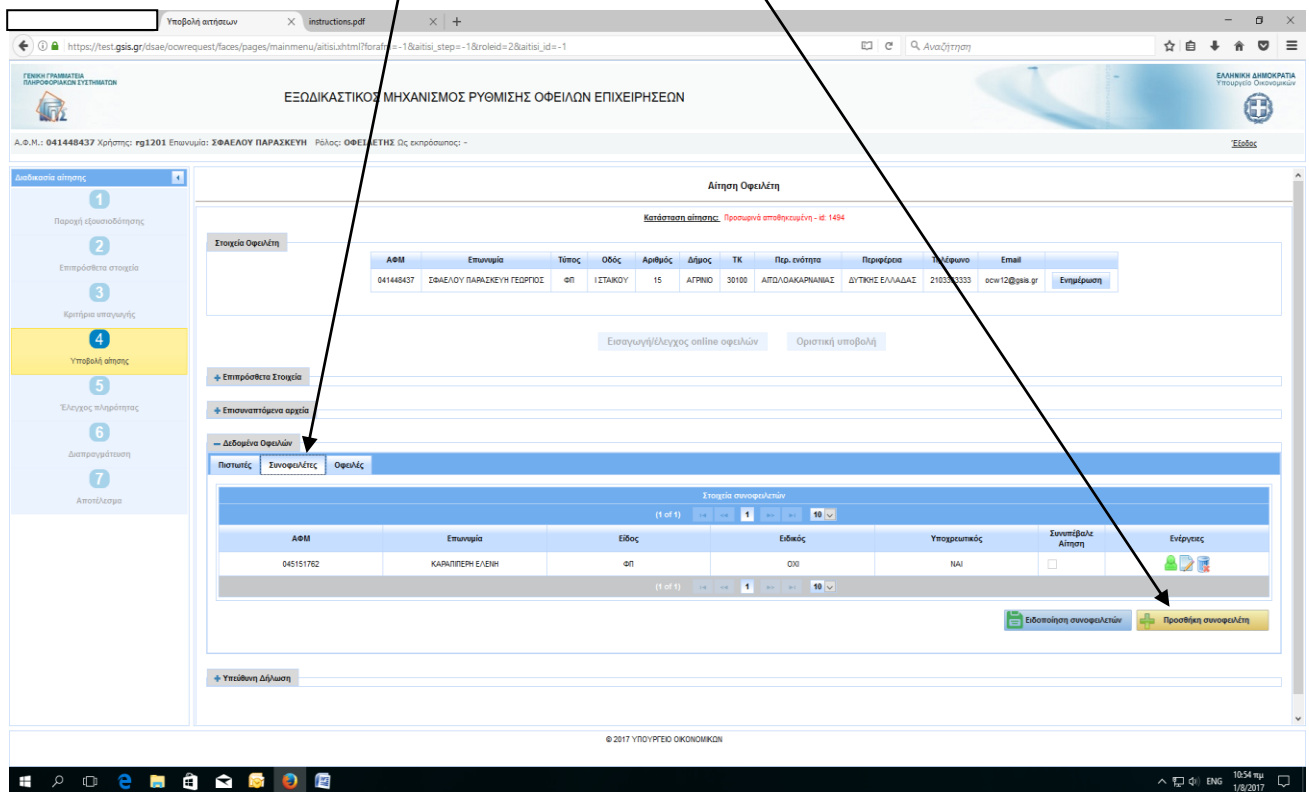 Υποβολή αιτήσεων
instructions.pdf
https://test.gsis.gr/dsae/ocwrequest/faces/pages/mainmenu/aitisi.xhtml?forafm=-1&aitisi_step=-1&roleid=2&aitisi_id=-1
Αναζήτηση
ΓΕΝΙΚΗ ΓΡΑΜΜΑΤΕΙΑ
ΠΛΗΡΟΦΟΡΙΑΚΩΝ ΣΥΣΤΗΜΑΤΩΝ
ΕΞΩΔΙΚΑΣΤΙΚΟΣ ΜΗΧΑΝΙΣΜΟΣ ΡΥΘΜΙΣΗΣ ΟΦΕΙΛΩΝ ΕΠΙΧΕΙΡΗΣΕΩΝ
ΕΛΛΗΝΙΚΗ ΔΗΜΟΚΡΑΤΙΑ
Υπουργείο Οικονομικών
Α.Φ.Μ.: 041448437 Χρήστης: rg1201 Επωνυμία: ΣΦΑΕΛΟΥ ΠΑΡΑΣΚΕΥΗ Ρόλος: ΟΦΕΙΛΕΤΗΣ Ως εκπρόσωπος: -
Έξοδος
Διαδικασία αίτησης
1
Παροχή εξουσιοδότησης
2
Επιπρόσθετα στοιχεία
3
Κριτήρια υπαγωγής
4
Υποβολή αίτησης
5
Έλεγχος πληρότητας
6
Διαπραγμάτευση
7
Αποτέλεσμα
Αίτηση Οφειλέτη
Κατάσταση αίτησης: Προσωρινά αποθηκευμένη - id: 1494
Στοιχεία Οφειλέτη
ΑΦΜ Επωνυμία Τύπος Οδός Αριθμός Δήμος ΤΚ Περ. ενότητα Περιφέρεια Τηλέφωνο Email
041448437 ΣΦΑΕΛΟΥ ΠΑΡΑΣΚΕΥΗ ΓΕΩΡΓΙΟΣ ΦΠ Ι ΣΤΑΙΚΟΥ 15 ΑΓΡΙΝΙΟ 30100 ΑΙΤΩΛΟΑΚΑΡΝΑΝΙΑΣ ΔΥΤΙΚΗΣ ΕΛΛΑΔΑΣ 2103333333 ocw12@gsis.gr Ενημέρωση
Εισαγωγή/έλεγχος online οφειλών Οριστική υποβολή
Επιπρόσθετα Στοιχεία
Επισυναπτόμενα αρχεία
Δεδομένα Οφειλών
Πιστωτές Συνοφειλέτες Οφειλές
Στοιχεία συνοφειλετών
(1 of 1) 1 10
ΑΦΜ Επωνυμία Είδος Ειδικός Υποχρεωτικός Συνυπέβαλε Αίτηση Ενέργειες
045151762 ΚΑΡΑΠΙΠΕΡΗ ΕΛΕΝΗ ΦΠ ΟΧΙ ΝΑΙ
(1 of 1) 1 10
Ειδοποίηση συνοφειλετών Προσθήκη συνοφειλέτη
Υπεύθυνη Δήλωση
© 2017 ΥΠΟΥΡΓΕΙΟ ΟΙΚΟΝΟΜΙΚΩΝ
ENG
10:54 πμ
1/8/2017